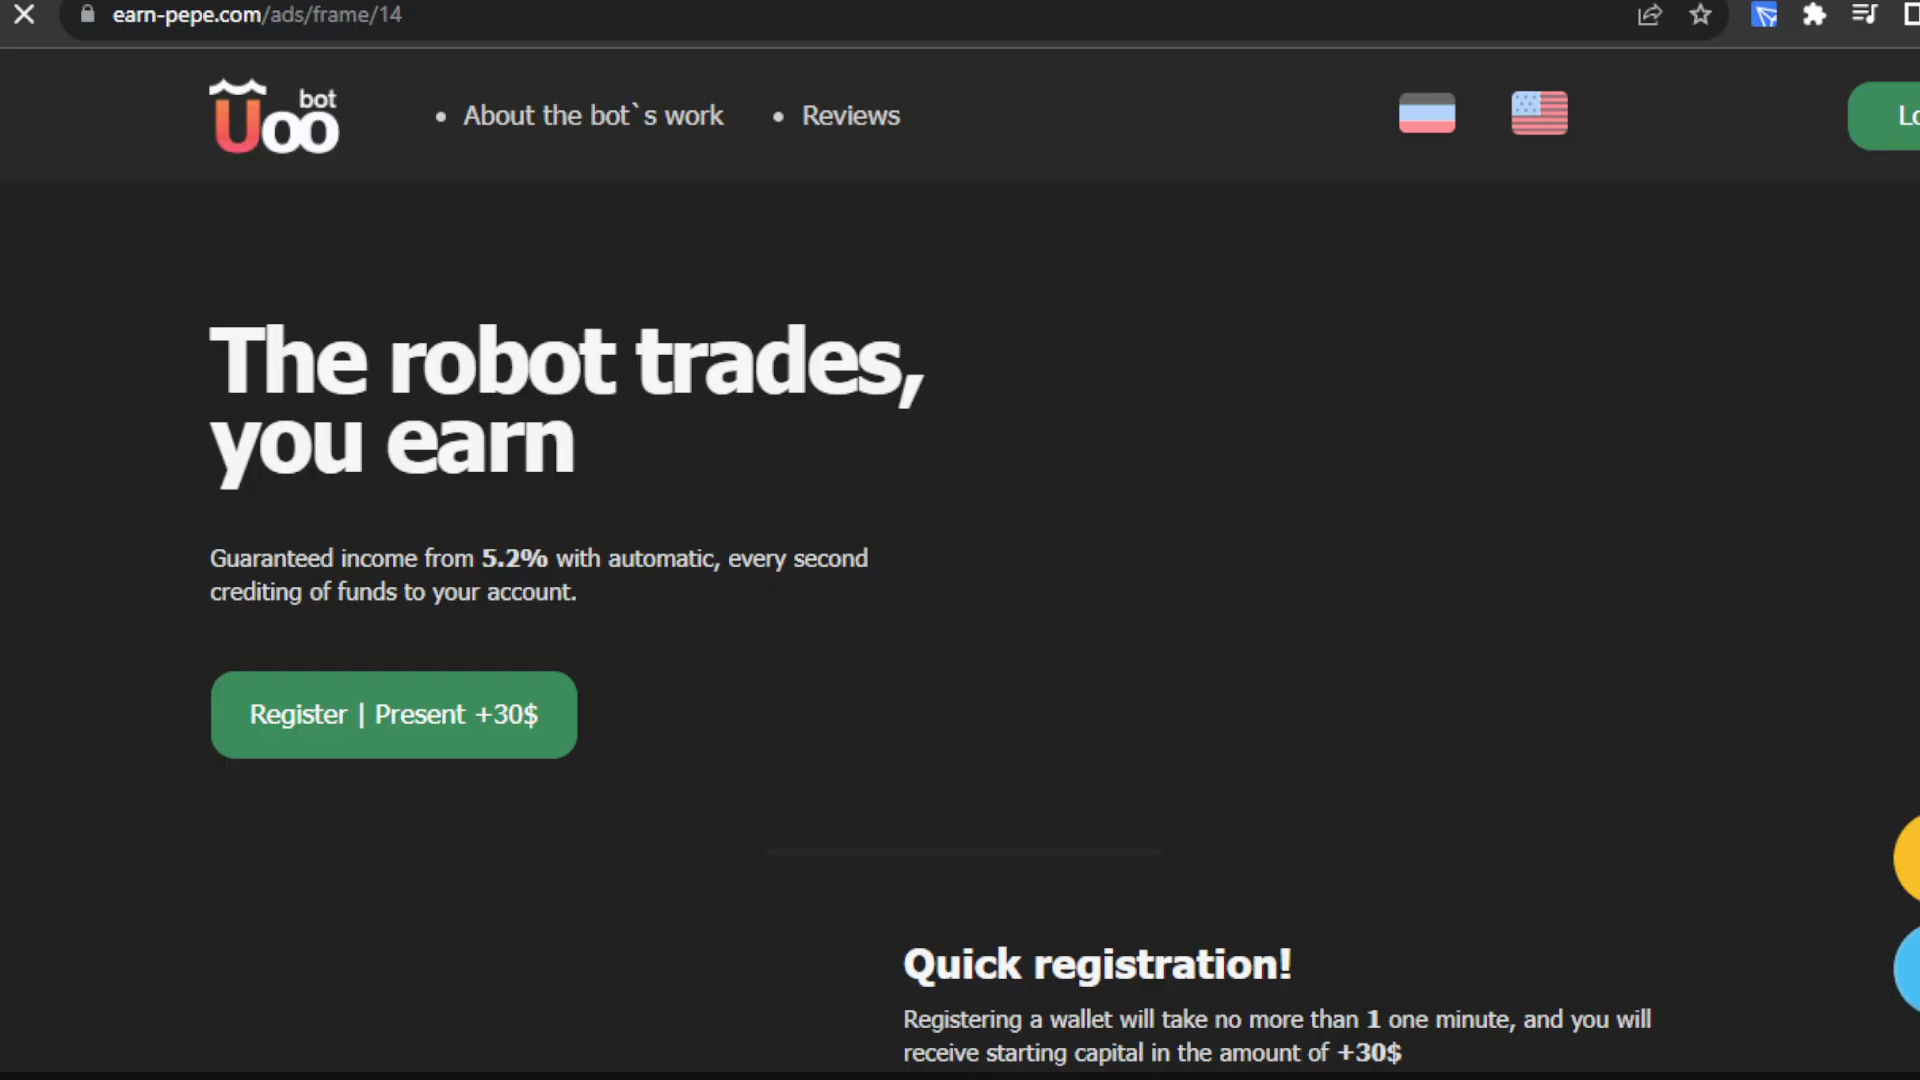 earn-pepe.com/ads/frame/14
Uoo bot
About the bot`s work
Reviews
The robot trades,
you earn
Guaranteed income from 5.2% with automatic, every second
crediting of funds to your account.
Register | Present +30$
Quick registration!
Registering a wallet will take no more than 1 one minute, and you will
receive starting capital in the amount of +30$